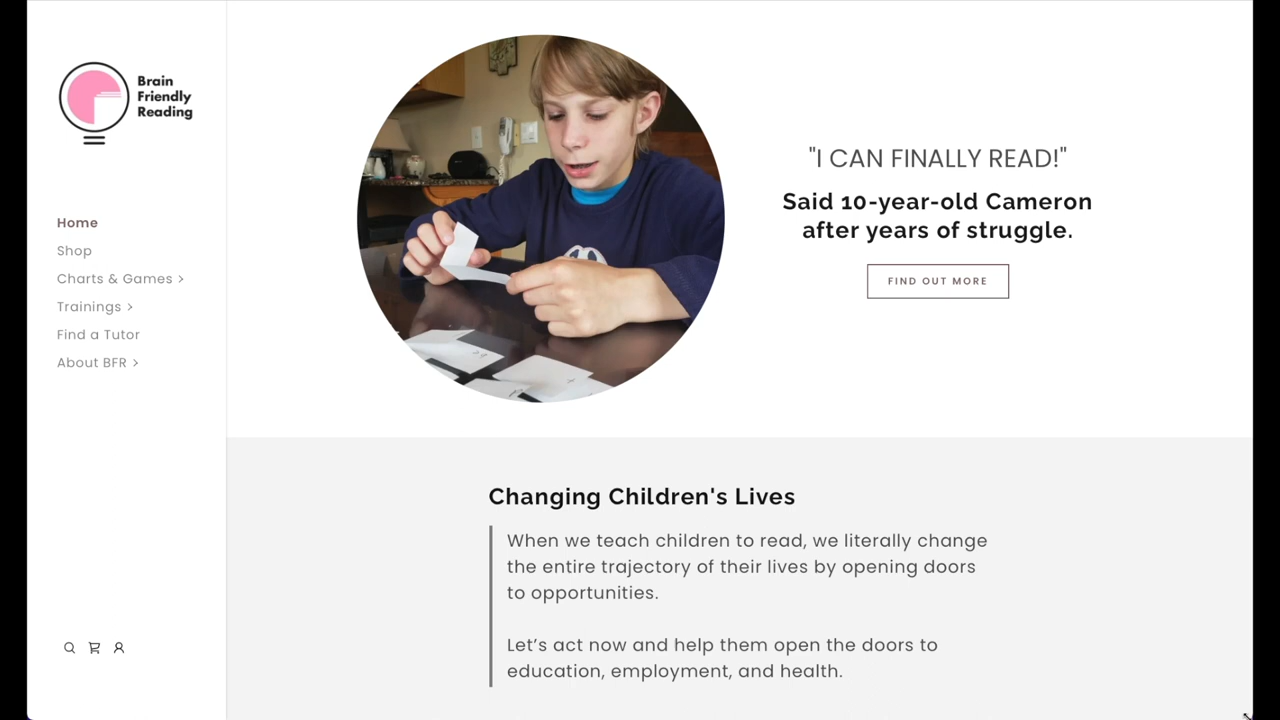 Brain
Friendly
Reading
Home
Shop
Charts & Games >
Trainings >
Find a Tutor
About BFR >
"I CAN FINALLY READ!"
Said 10-year-old Cameron
after years of struggle.
FIND OUT MORE
Changing Children's Lives
When we teach children to read, we literally change
the entire trajectory of their lives by opening doors
to opportunities.
Let’s act now and help them open the doors to
education, employment, and health.